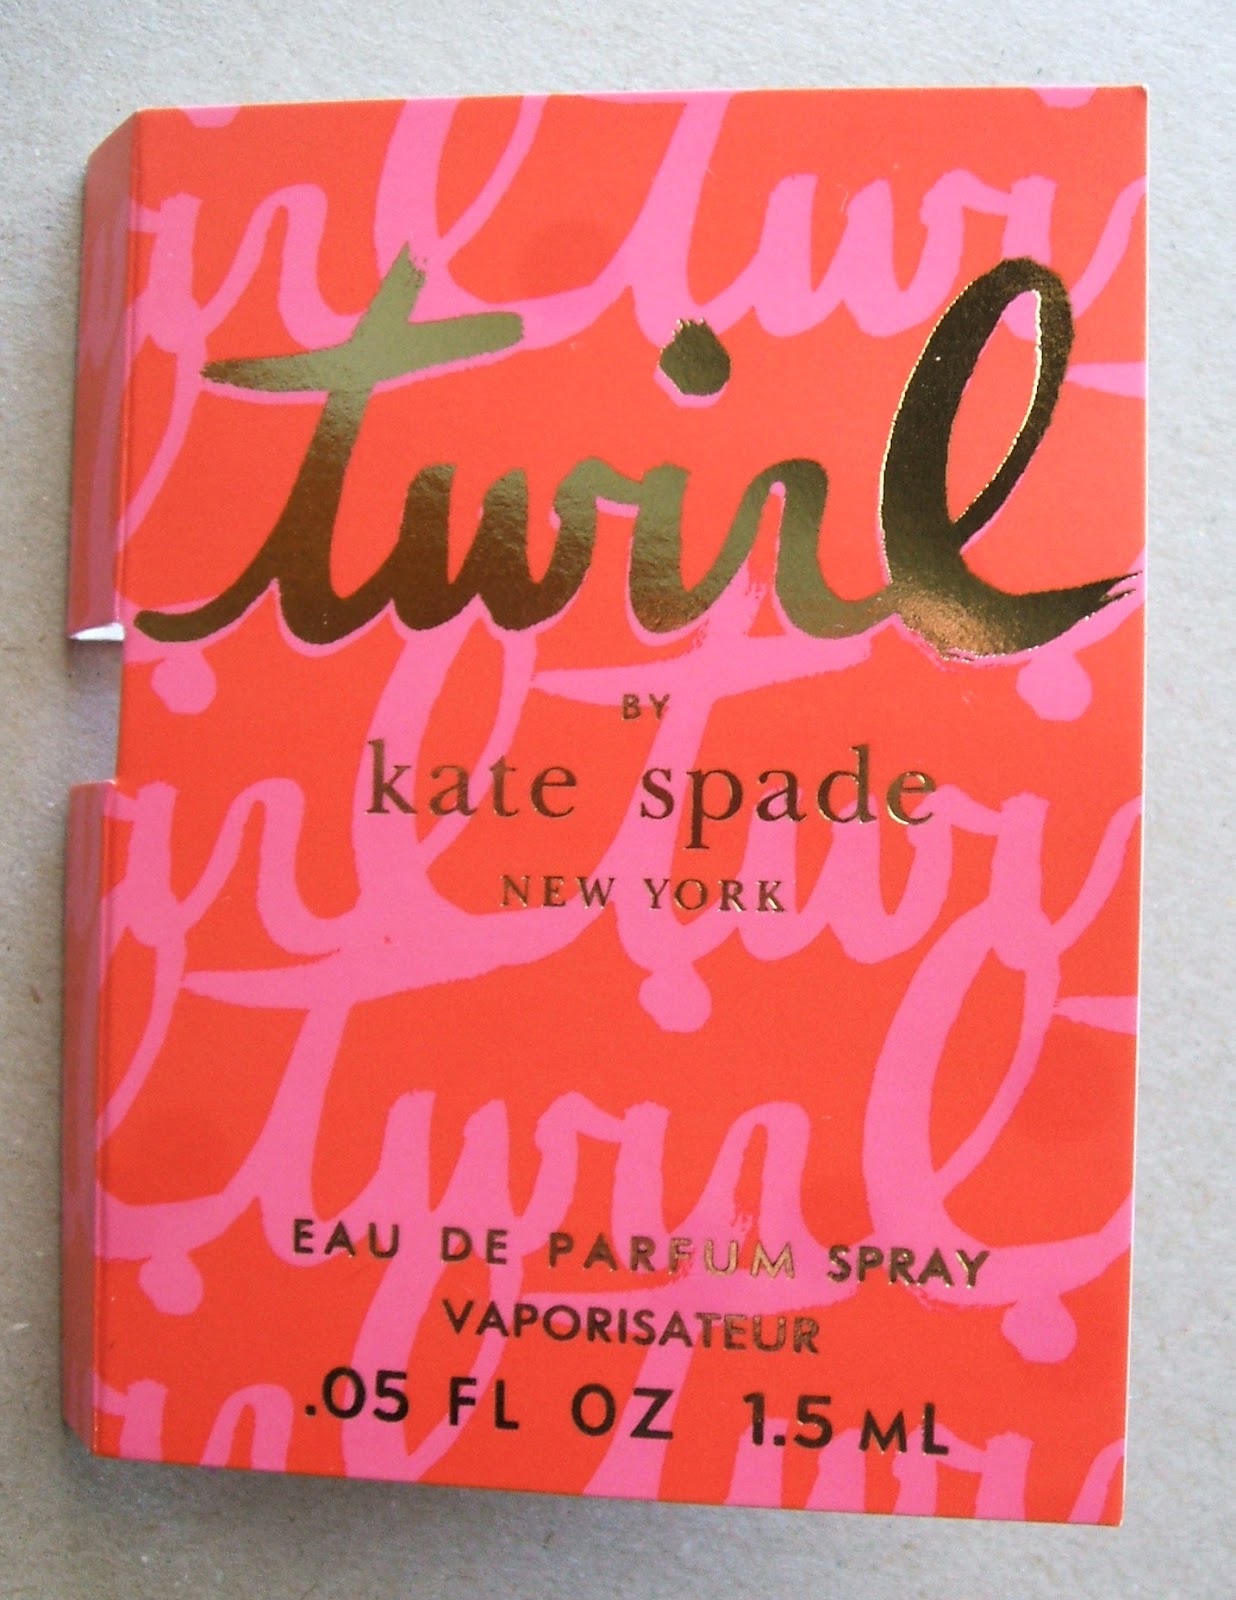 twirl
BY
kate spade
NEW YORK
EAU DE PARFUM SPRAY
VAPORISATEUR
.05 FL OZ 1.5 ML